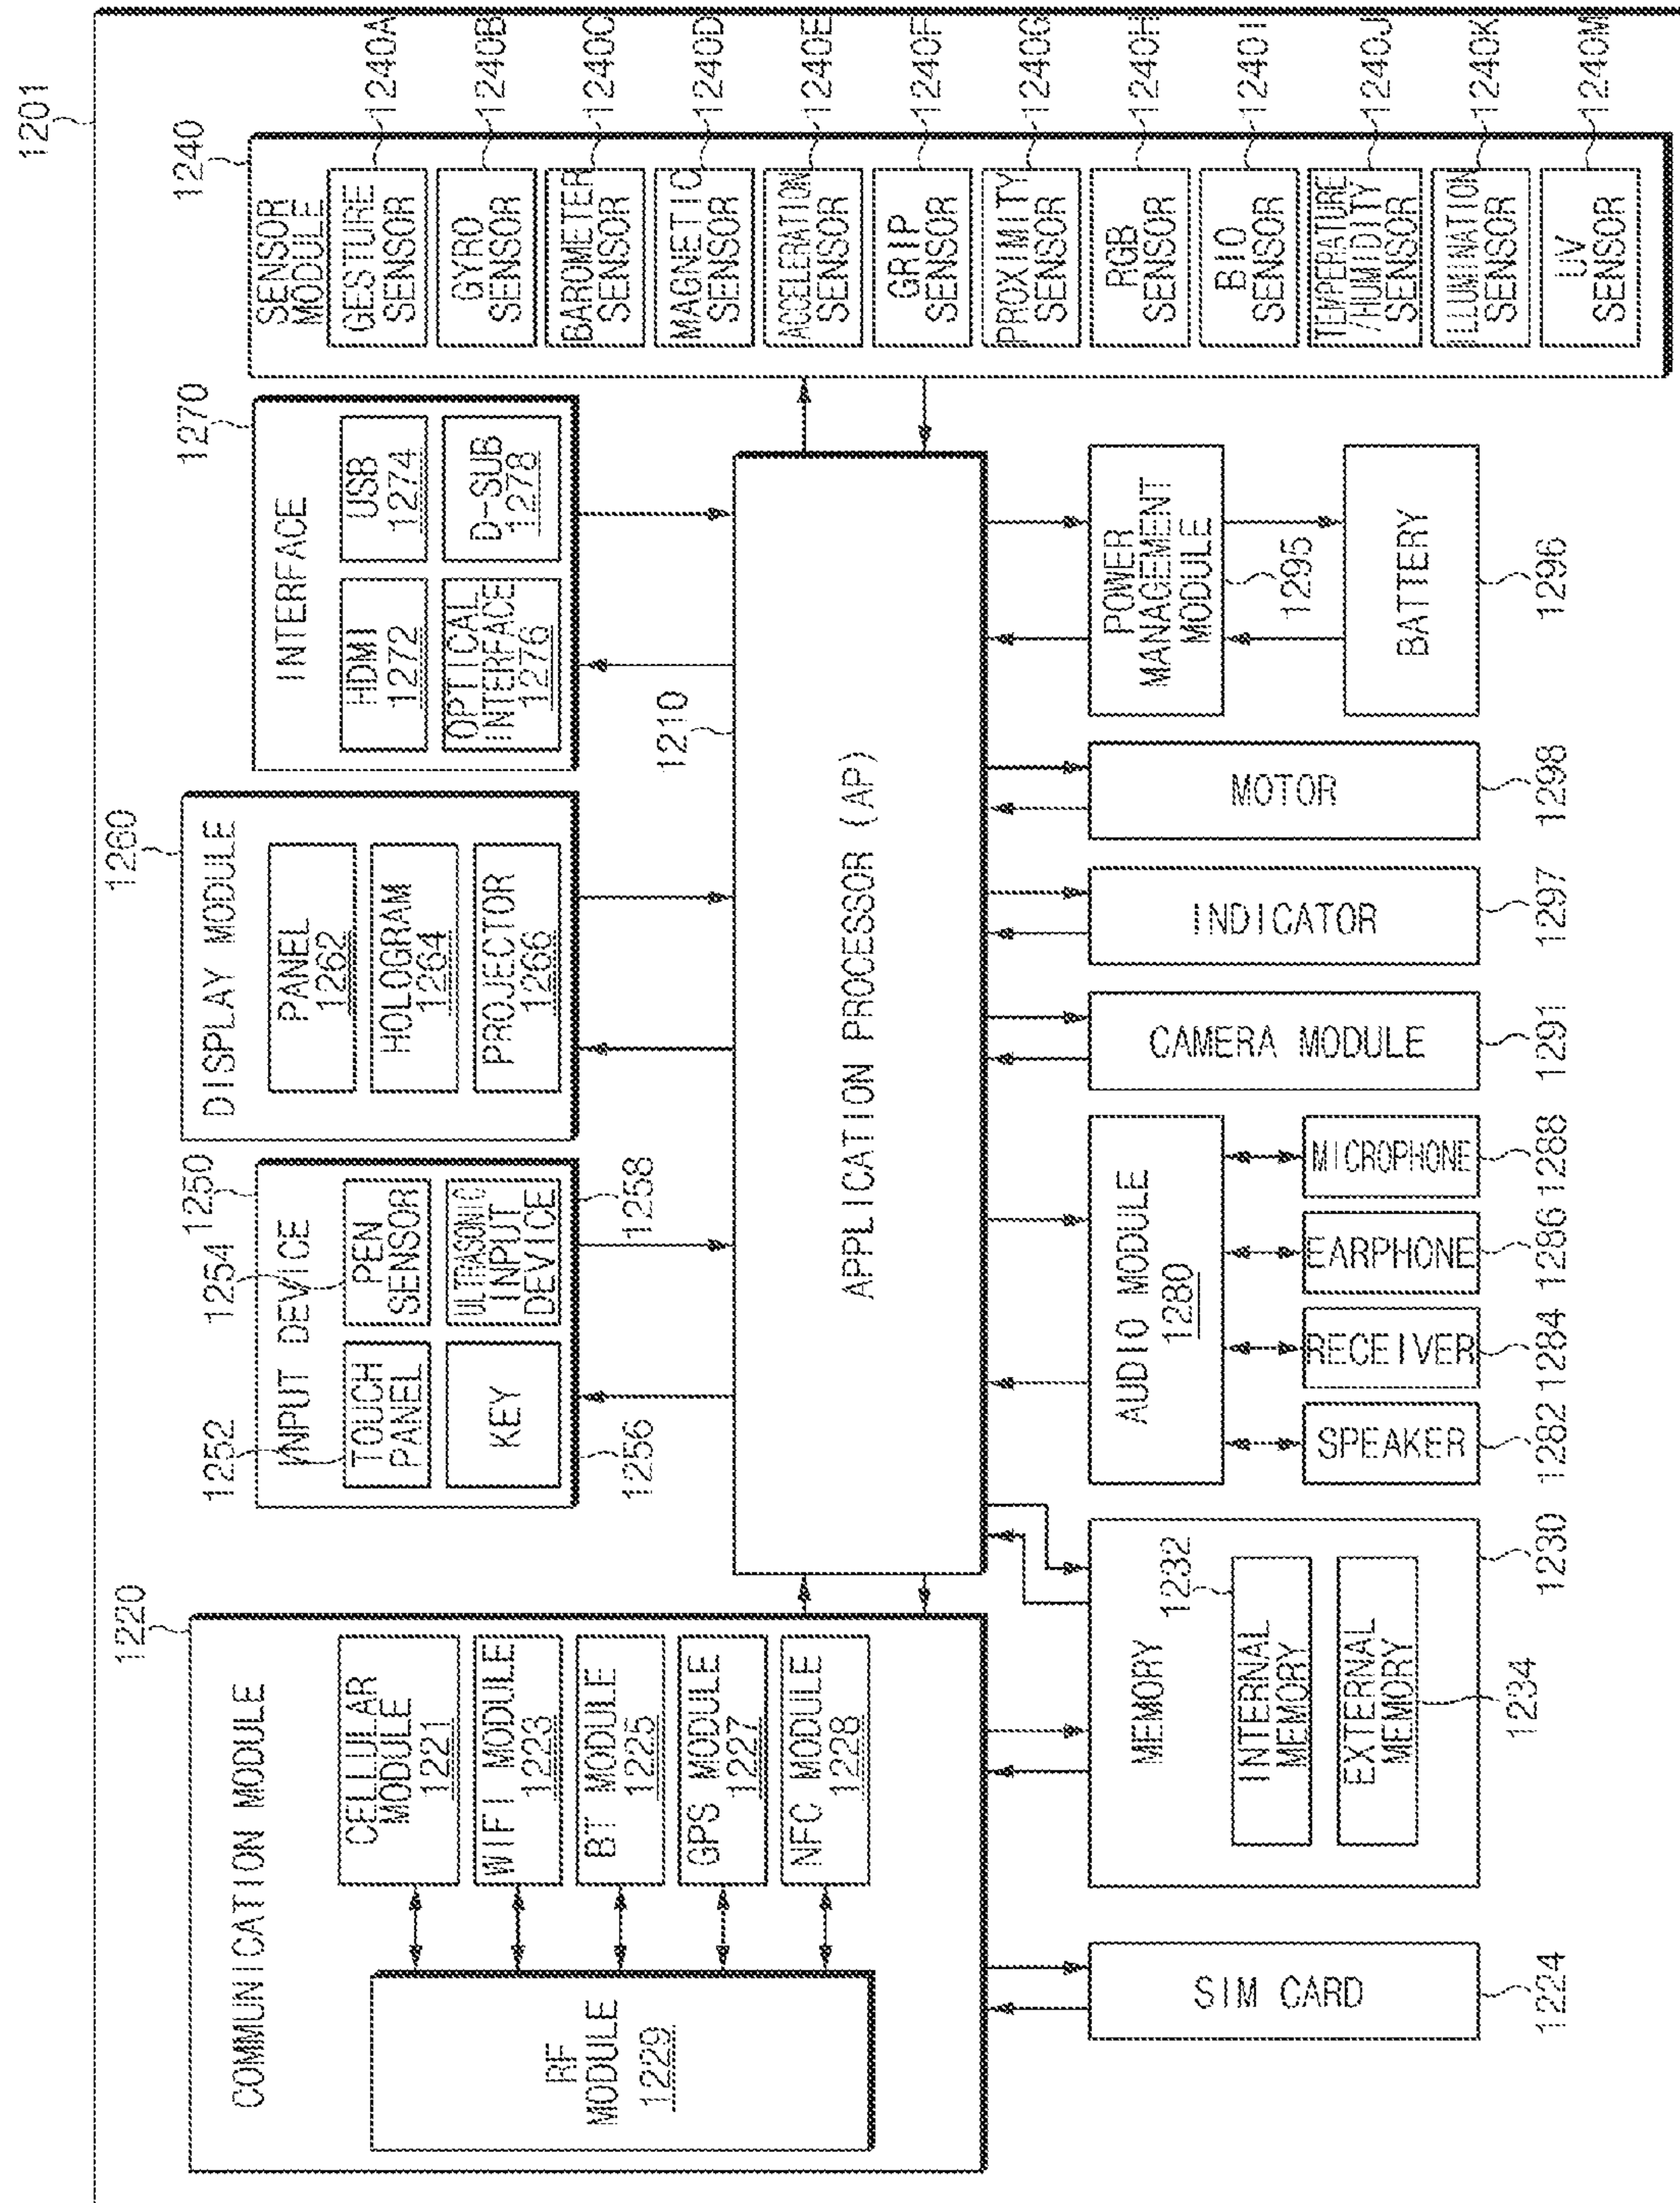 1201
1220
COMMUNICATION MODULE
CELLULAR
MODULE
1221
WIFI MODULE
1223
BT MODULE
1225
GPS MODULE
1227
NFC MODULE
1228
RF
MODULE
1229
1250
1252
1254
INPUT DEVICE
TOUCH
PANEL
PEN
SENSOR
KEY
ULTRASONIC
INPUT
DEVICE
1256
1258
1260
DISPLAY MODULE
PANEL
1262
HOLOGRAM
1264
PROJECTOR
1266
1270
INTERFACE
HDMI
1272
USB
1274
OPTICAL
INTERFACE
1276
D-SUB
1278
1240
SENSOR
MODULE
GESTURE
SENSOR
1240A
GYRO
SENSOR
1240B
BAROMETER
SENSOR
1240C
MAGNETIC
SENSOR
1240D
ACCELERATION
SENSOR
1240E
GRIP
SENSOR
1240F
PROXIMITY
SENSOR
1240G
RGB
SENSOR
1240H
BIO
SENSOR
1240I
TEMPERATURE
/HUMIDITY
SENSOR
1240J
ILLUMINATION
SENSOR
1240K
UV
SENSOR
1240M
1210
APPLICATION PROCESSOR (AP)
SIM CARD
1224
MEMORY
1232
INTERNAL
MEMORY
EXTERNAL
MEMORY
1234
1230
AUDIO MODULE
1280
SPEAKER
1282
RECEIVER
1284
EARPHONE
1286
MICROPHONE
1288
CAMERA MODULE
1291
INDICATOR
1297
MOTOR
1298
POWER
MANAGEMENT
MODULE
1295
BATTERY
1296